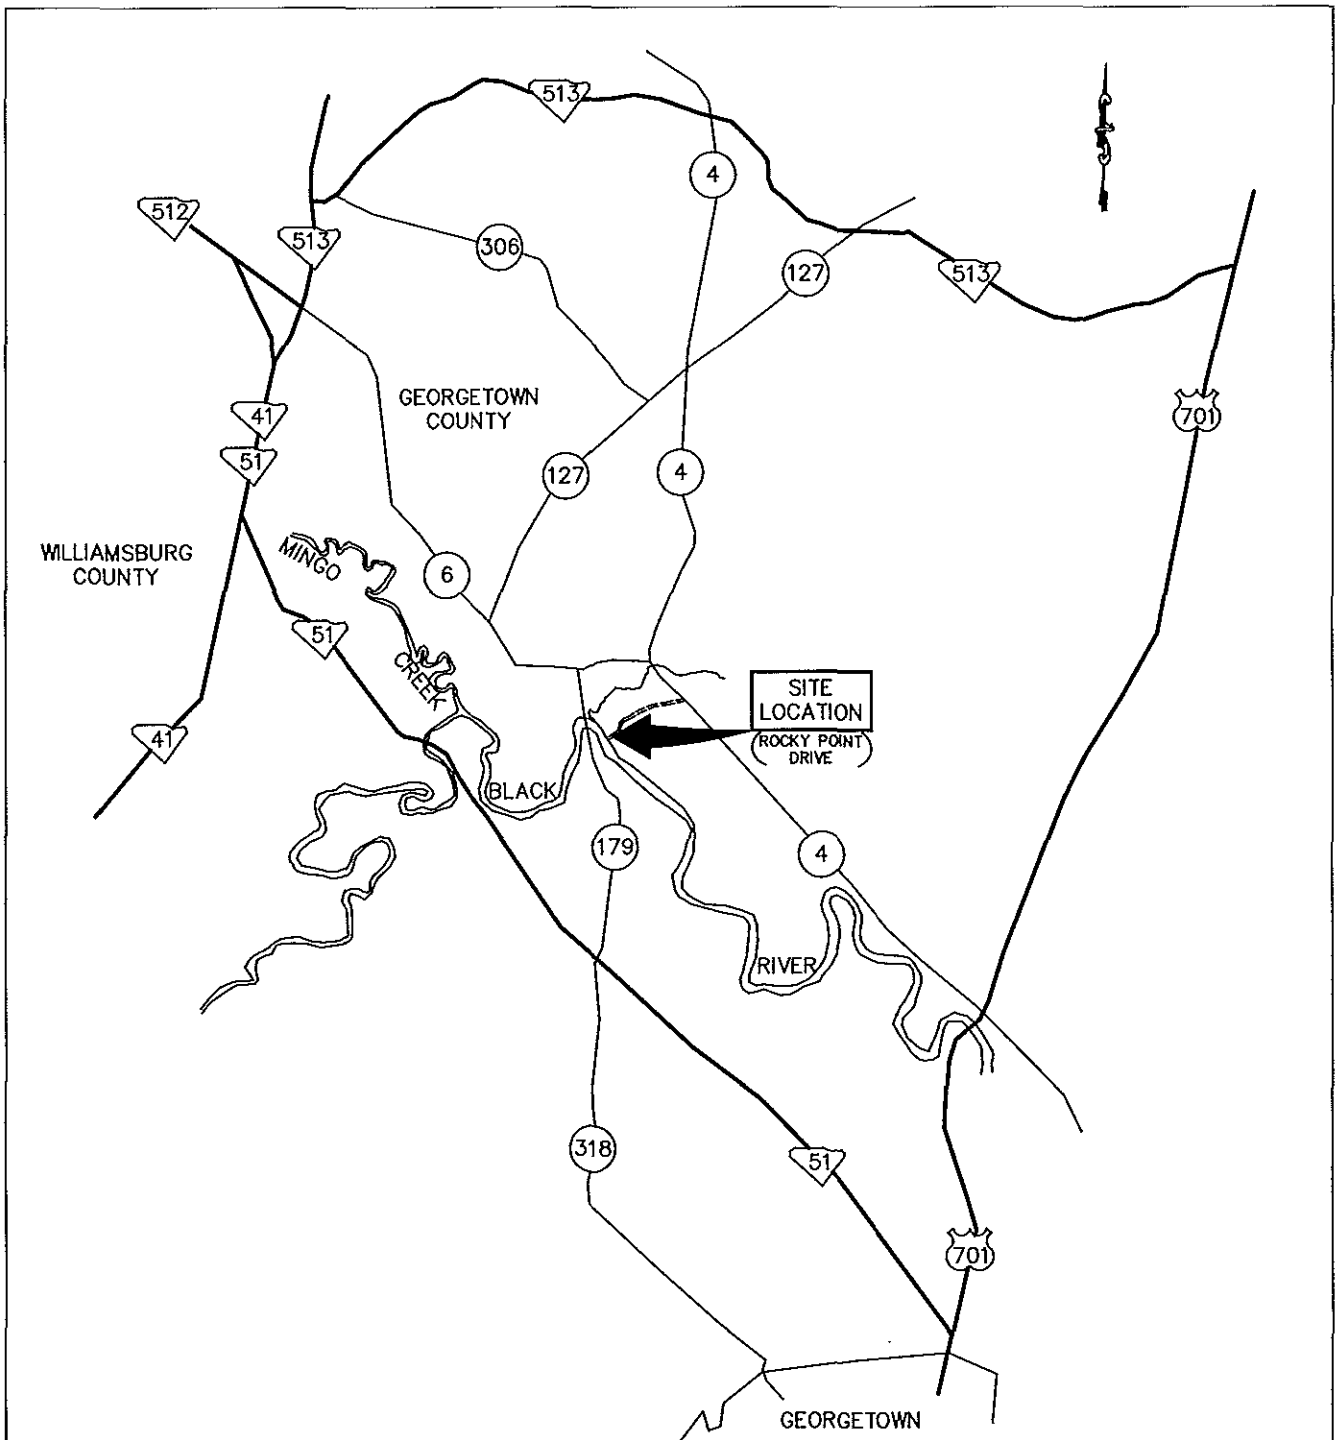 513
4
512
513
306
127
513
GEORGETOWN
COUNTY
701
41
51
127
4
WILLIAMSBURG
COUNTY
MINGO
6
51
CREEK
SITE
LOCATION
(ROCKY POINT
DRIVE)
41
BLACK
179
4
RIVER
318
51
701
GEORGETOWN